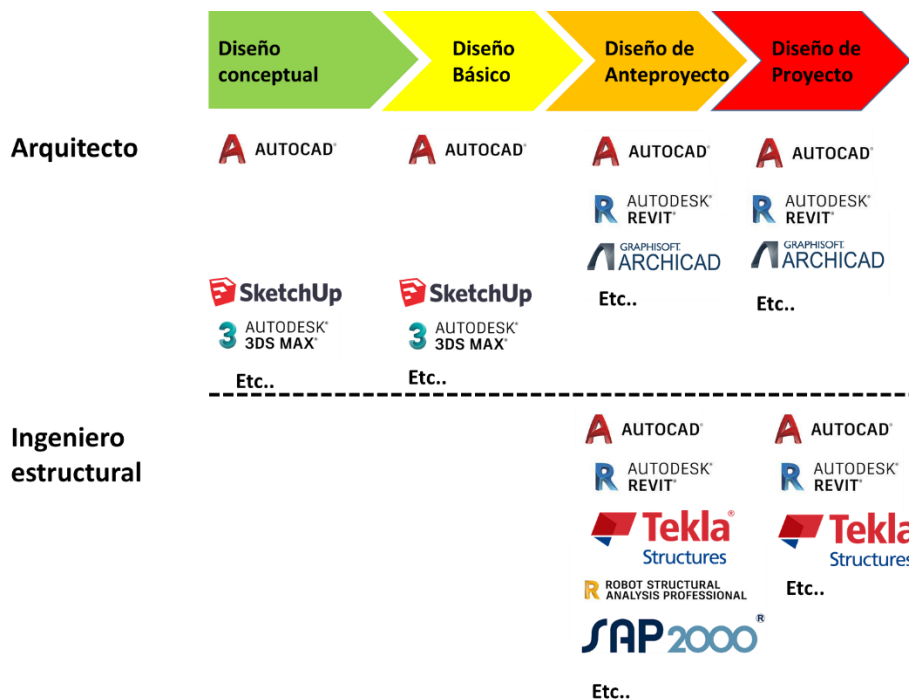 Diseño conceptual
Diseño Básico
Diseño de Anteproyecto
Diseño de Proyecto
Arquitecto
AUTOCAD®
AUTOCAD®
AUTOCAD®
AUTOCAD®
AUTODESK®
REVIT®
AUTODESK®
REVIT®
GRAPHISOFT.
ARCHICAD
GRAPHISOFT.
ARCHICAD
SketchUp
SketchUp
Etc..
Etc..
AUTODESK®
3DS MAX®
AUTODESK®
3DS MAX®
Etc..
Etc..
Ingeniero
estructural
AUTOCAD®
AUTOCAD®
AUTODESK®
REVIT®
AUTODESK®
REVIT®
Tekla®
Structures
Tekla
Structures
ROBOT STRUCTURAL
ANALYSIS PROFESSIONAL
Etc..
SAP2000®
Etc..